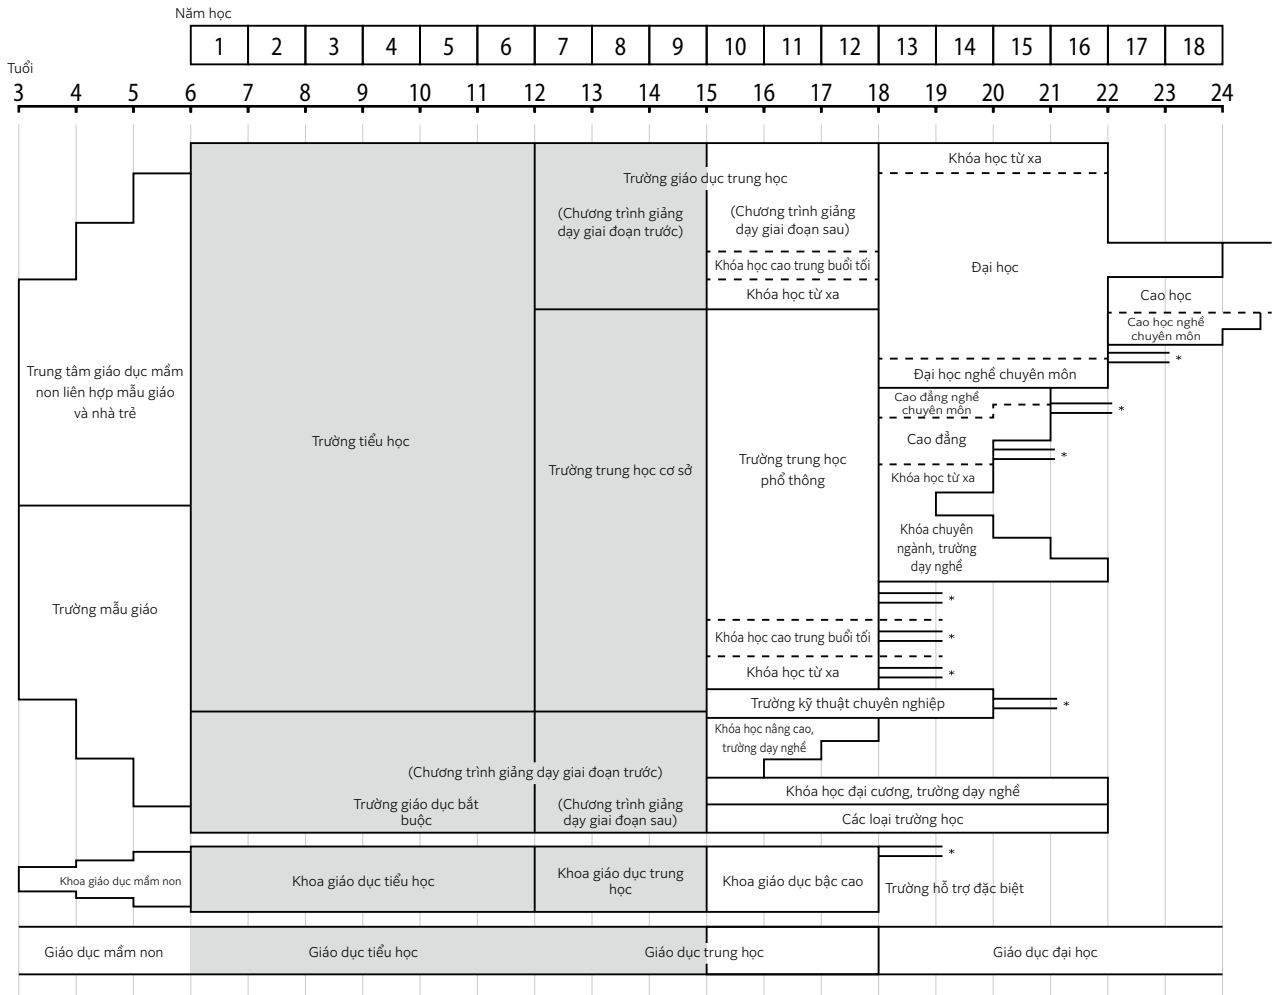 Năm học
1 2 3 4 5 6 7 8 9 10 11 12 13 14 15 16 17 18
Tuổi
3 4 5 6 7 8 9 10 11 12 13 14 15 16 17 18 19 20 21 22 23 24
Khóa học từ xa
Trường giáo dục trung học
(Chương trình giảng
dạy giai đoạn trước)
(Chương trình giảng
dạy giai đoạn sau)
Khóa học cao trung buổi tối
Khóa học từ xa
Đại học
Cao học
Cao học nghề
chuyên môn
*
Đại học nghề chuyên môn
Trung tâm giáo dục mầm
non liên hợp mẫu giáo
và nhà trẻ
Cao đẳng nghề
chuyên môn
*
Trường tiểu học
Cao đẳng
*
Trường trung học cơ sở
Trường trung học
phổ thông
Khóa học từ xa
Khóa chuyên
ngành, trường
dạy nghề
Trường mẫu giáo
*
Khóa học cao trung buổi tối
*
Khóa học từ xa
*
Trường kỹ thuật chuyên nghiệp
*
Khóa học nâng cao,
trường dạy nghề
(Chương trình giảng dạy giai đoạn trước)
Trường giáo dục bắt
buộc
(Chương trình giảng
dạy giai đoạn sau)
Khóa học đại cương, trường dạy nghề
Các loại trường học
*
Khoa giáo dục mầm non
Khoa giáo dục tiểu học
Khoa giáo dục trung
học
Khoa giáo dục bậc cao
Trường hỗ trợ đặc biệt
Giáo dục mầm non
Giáo dục tiểu học
Giáo dục trung học
Giáo dục đại học